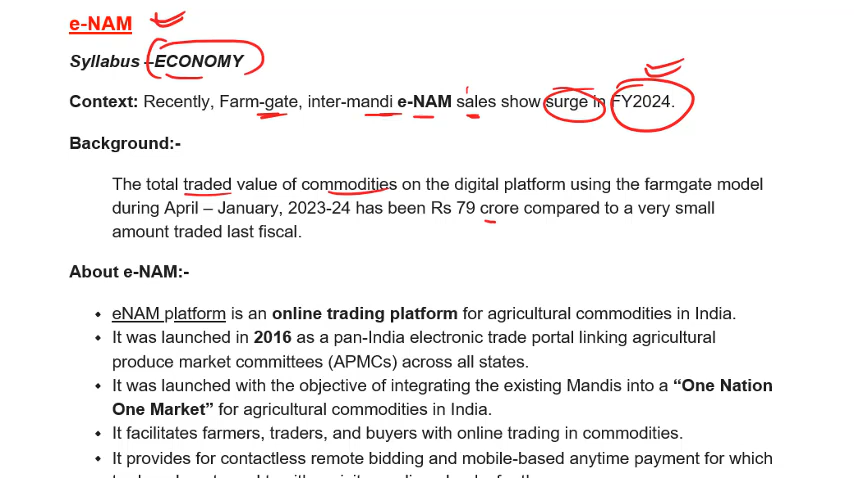 e-NAM
Syllabus –ECONOMY
Context: Recently, Farm-gate, inter-mandi e-NAM sales show surge in FY2024.
Background:-
The total traded value of commodities on the digital platform using the farmgate model
during April – January, 2023-24 has been Rs 79 crore compared to a very small
amount traded last fiscal.
About e-NAM:-
• eNAM platform is an online trading platform for agricultural commodities in India.
• It was launched in 2016 as a pan-India electronic trade portal linking agricultural
produce market committees (APMCs) across all states.
• It was launched with the objective of integrating the existing Mandis into a “One Nation
One Market” for agricultural commodities in India.
• It facilitates farmers, traders, and buyers with online trading in commodities.
• It provides for contactless remote bidding and mobile-based anytime payment for which